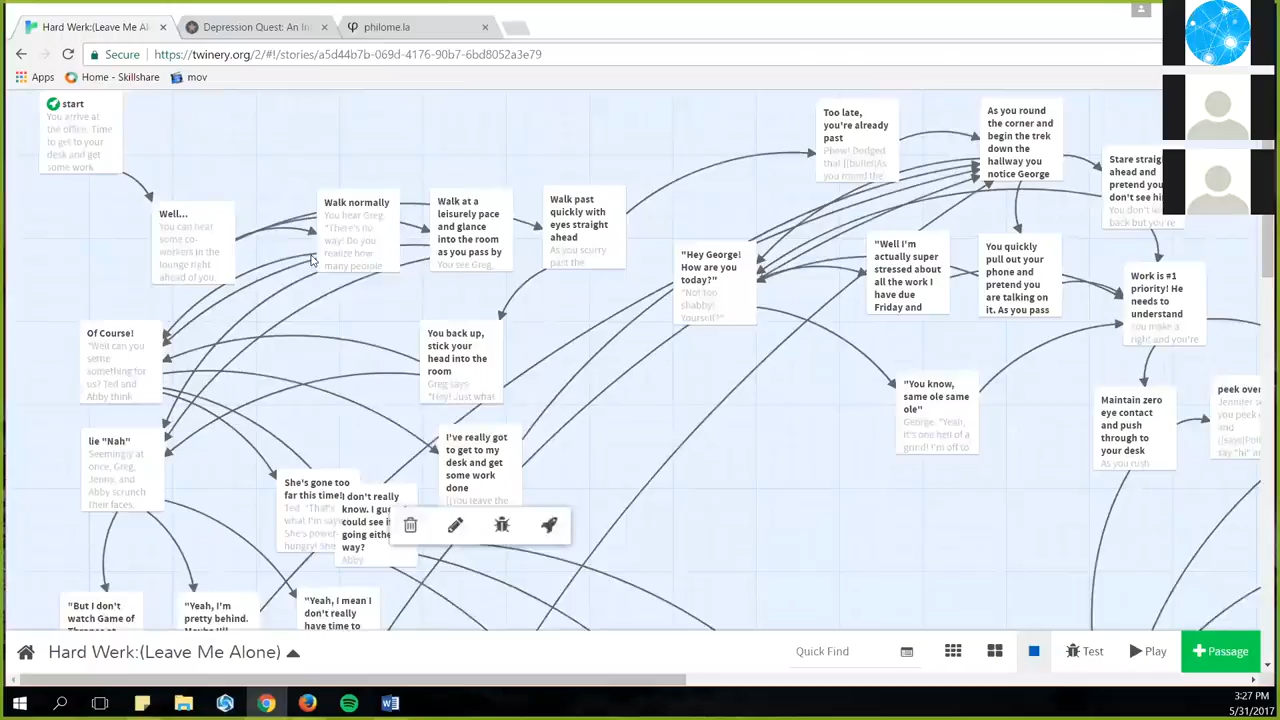 Hard Werk:(Leave Me Al
Depression Quest: An In
philome.la
Secure
https://twinery.org/2/#!/stories/a5d44b7b-069d-4176-90b7-6bd8052a3e79
Apps
Home - Skillshare
mov
start
You arrive at
the office. Time
to get to your
desk and get
some work
Well...
You can hear
some co-
workers in the
lounge right
ahead of you.
Walk normally
You hear Greg,
"There's no
way! Do you
realize how
many people
Walk at a
leisurely pace
and glance
into the room
as you pass by
You see Greg,
Walk past
quickly with
eyes straight
ahead
As you scurry
past the
Too late,
you're already
past
Phew! Dodged
that [[bullet|As
you round the
As you round
the corner and
begin the trek
down the
hallway you
notice George
Stare straig
ahead and
pretend you
don't see hi
You don't
back but you're
"Hey George!
How are you
today?"
"Not too
shabby!
Yourself?"
"Well I'm
actually super
stressed about
all the work I
have due
Friday and
You quickly
pull out your
phone and
pretend you
are talking on
it. As you pass
Work is #1
priority! He
needs to
understand
You make a
right and you're
Of Course!
"Well can you
settle
something for
us? Ted and
Abby think
You back up,
stick your
head into the
room
Greg says
"Hey! Just what
lie "Nah"
Seemingly at
once, Greg,
Jenny, and
Abby scrunch
their faces.
I've really got
to get to my
desk and get
some work
done
[[You leave the
"You know,
same ole same
ole"
George, "Yeah,
it's one hell of a
grind! I'm off to
Maintain zero
eye contact
and push
through to
your desk
As you rush
peek over
Jennifer s
you peek
and
say "hi"
She's gone too
far this time!
Ted "That's
what I'm say
She's power
hungry! She
I don't really
know. I gue
could see i
going eithe
way?
Abby
"But I don't
watch Game of
"Yeah, I'm
pretty behind.
"Yeah, I mean I
don't really
have time to
Hard Werk:(Leave Me Alone)
Quick Find
Test
Play
+Passage
3:27 PM
5/31/2017